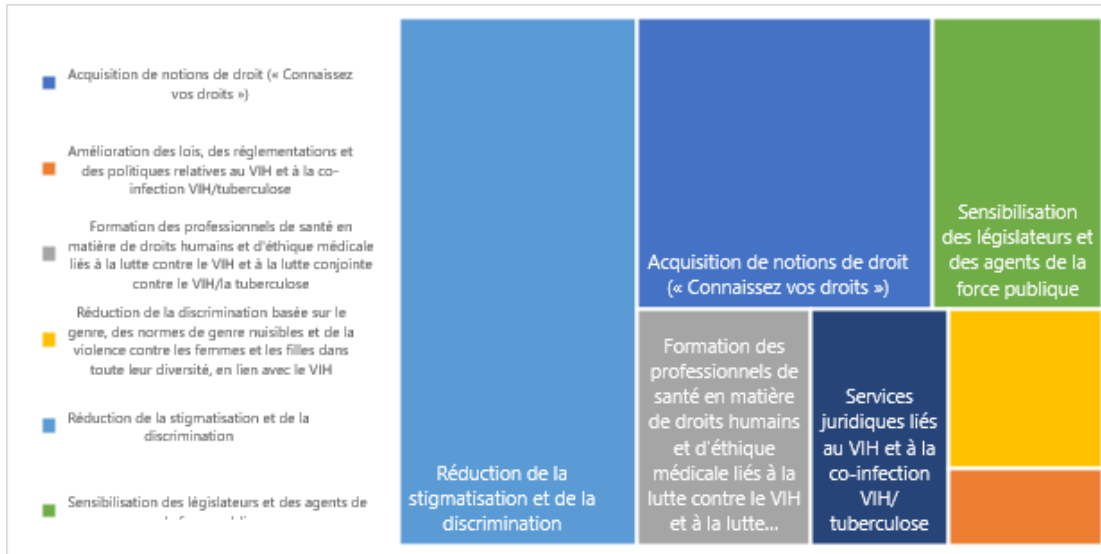 Acquisition de notions de droit (« Connaissez
vos droits »)
Amélioration des lois, des réglementations et
des politiques relatives au VIH et à la co-
infection VIH/tuberculose
Formation des professionnels de santé en
matière de droits humains et d'éthique médicale
liés à la lutte contre le VIH et à la lutte conjointe
contre le VIH/la tuberculose
Réduction de la discrimination basée sur le
genre, des normes de genre nuisibles et de la
violence contre les femmes et les filles dans
toute leur diversité, en lien avec le VIH
Réduction de la stigmatisation et de la
discrimination
Sensibilisation des législateurs et des agents de
Réduction de la
stigmatisation et de la
discrimination
Acquisition de notions de droit
(« Connaissez vos droits »)
Sensibilisation
des législateurs et
des agents de la
force publique
Formation des
professionnels de
santé en matière
de droits humains
et d'éthique
médicale liés à la
lutte contre le VIH
et à la lutte...
Services
juridiques liés
au VIH et à la
co-infection
VIH/
tuberculose